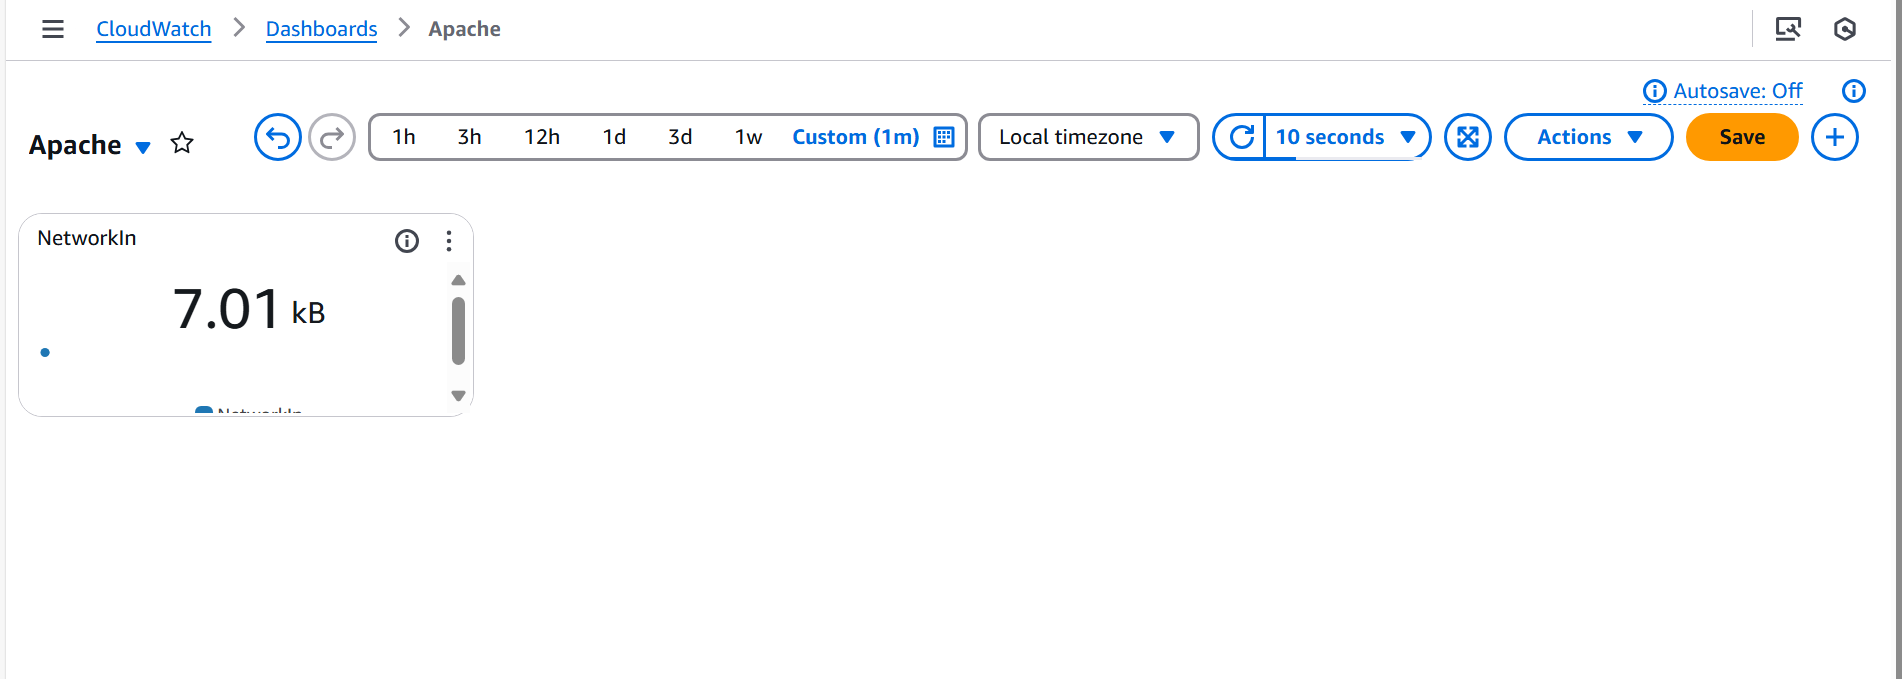 CloudWatch > Dashboards > Apache
Autosave: Off
Apache
1h 3h 12h 1d 3d 1w Custom (1m)
Local timezone
10 seconds
Actions
Save
NetworkIn
7.01 kB
NetworkIn